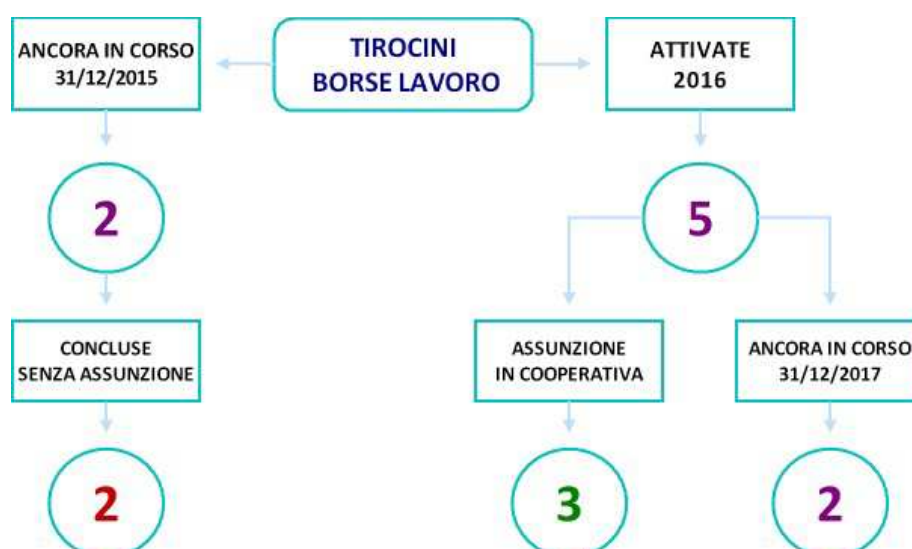 TIROCINI
BORSE LAVORO
ANCORA IN CORSO
31/12/2015
ATTIVATE
2016
2
5
CONCLUSE
SENZA ASSUNZIONE
ASSUNZIONE
IN COOPERATIVA
ANCORA IN CORSO
31/12/2017
2
3
2